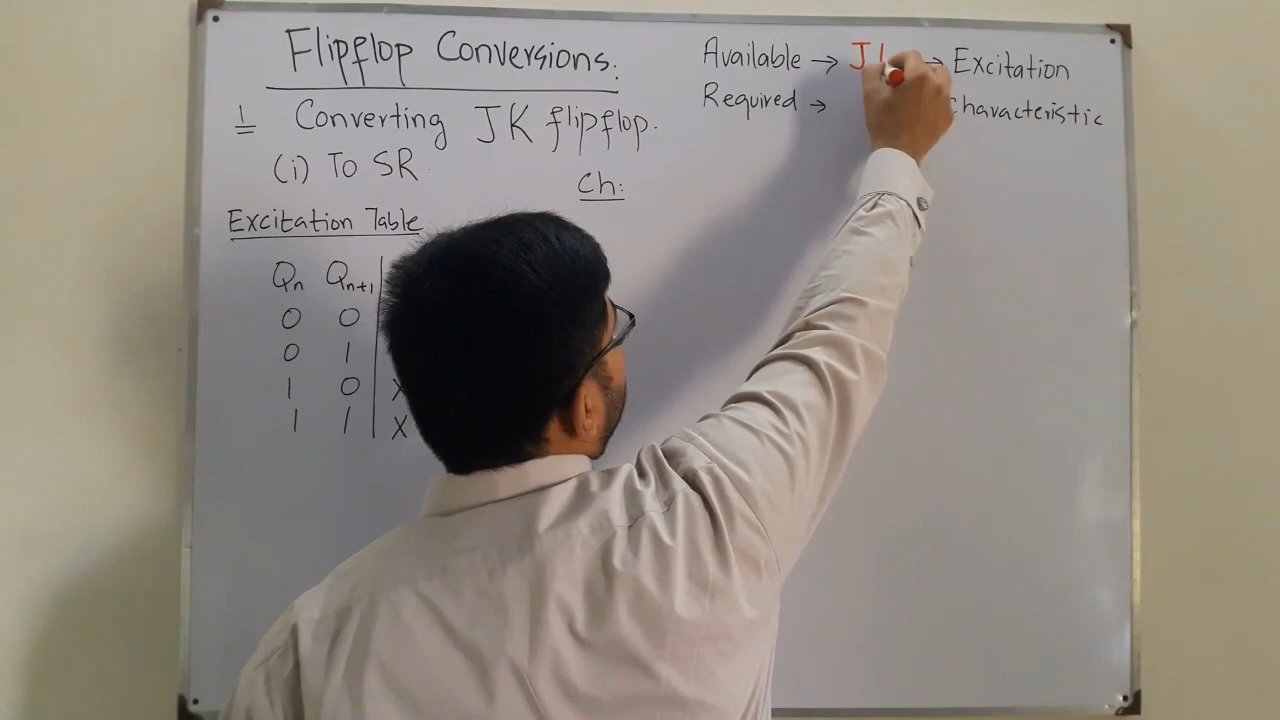 Flipflop Conversions.
1 Converting JK flipflop.
(i) To SR
Excitation Table
Qn Qn+1
0 0
0 1
1 0 X
1 1 X
Ch:
Available → J → Excitation
Required → Characteristic